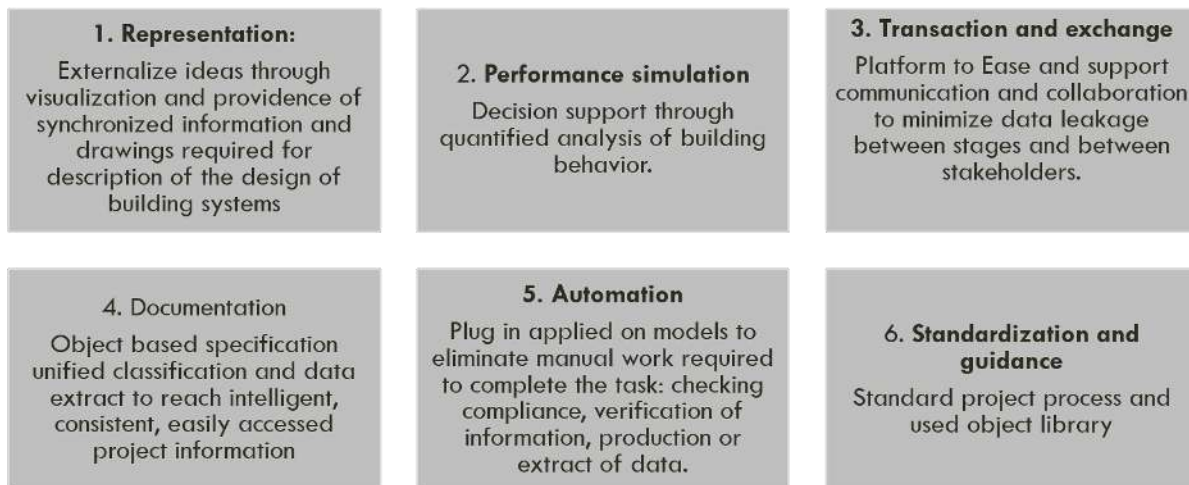 1. Representation:
Externalize ideas through
visualization and providence of
synchronized information and
drawings required for
description of the design of
building systems
2. Performance simulation
Decision support through
quantified analysis of building
behavior.
3. Transaction and exchange
Platform to Ease and support
communication and collaboration
to minimize data leakage
between stages and between
stakeholders.
4. Documentation
Object based specification
unified classification and data
extract to reach intelligent,
consistent, easily accessed
project information
5. Automation
Plug in applied on models to
eliminate manual work required
to complete the task: checking
compliance, verification of
information, production or
extract of data.
6. Standardization and
guidance
Standard project process and
used object library